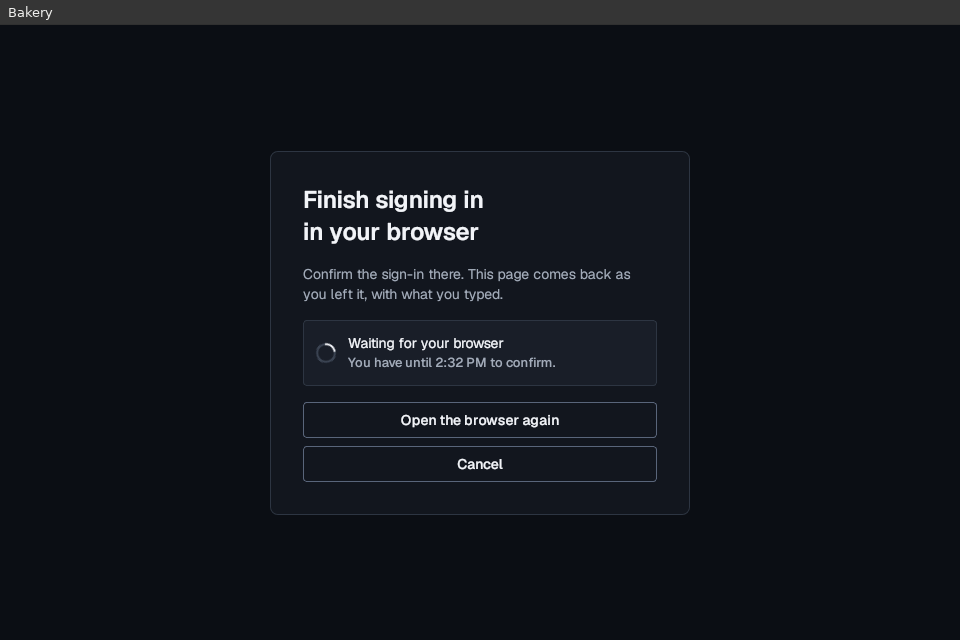 Bakery
Finish signing in
in your browser
Confirm the sign-in there. This page comes back as
you left it, with what you typed.
Waiting for your browser
You have until 2:32 PM to confirm.
Open the browser again
Cancel